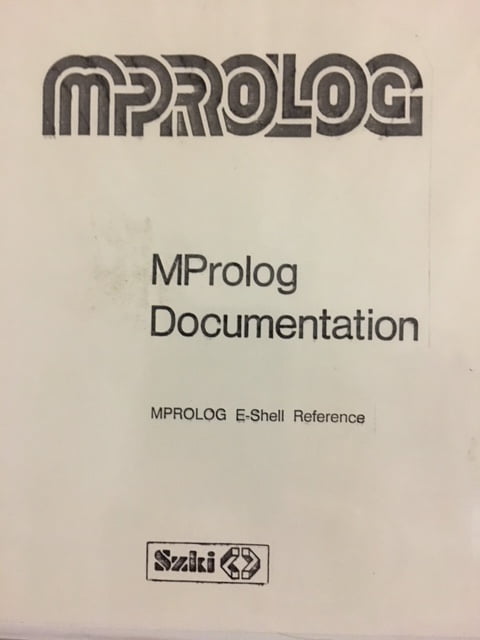 MPROLOG
MProlog
Documentation
MPROLOG E-Shell Reference
Szki